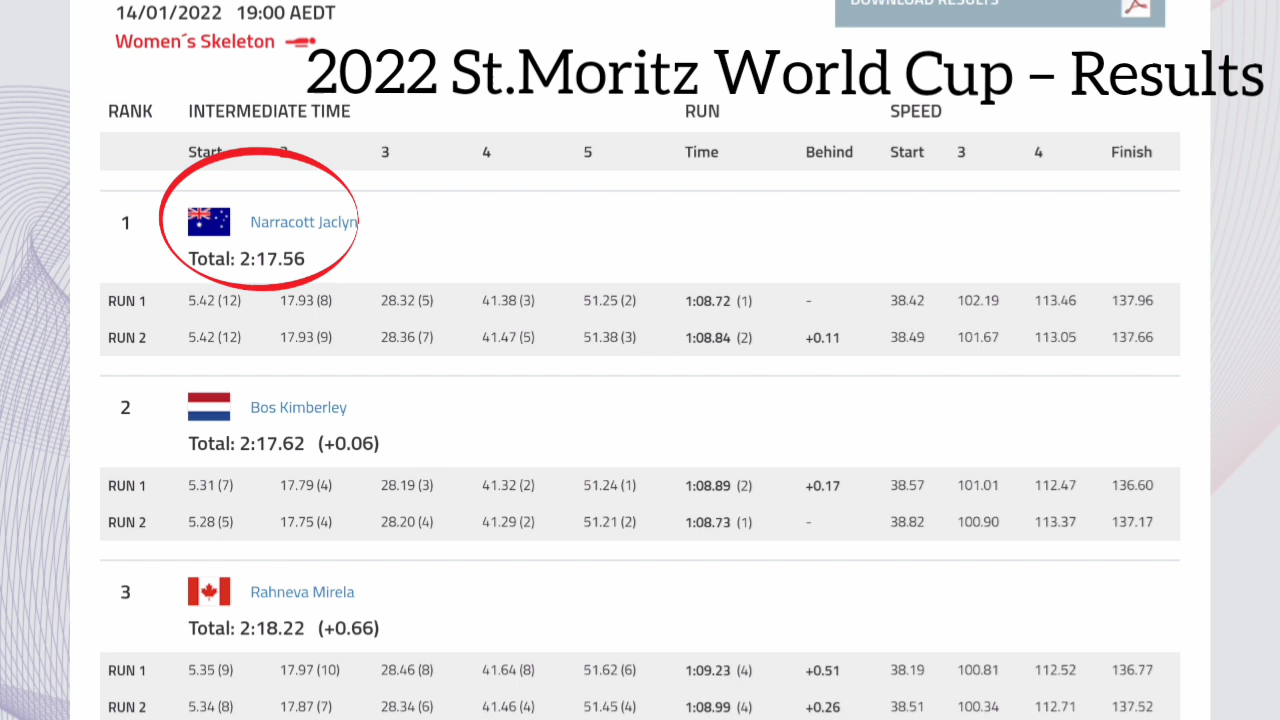 DOWNLOAD RESULTS
14/01/2022 19:00 AEDT
Women´s Skeleton
2022 St.Moritz World Cup – Results
RANK INTERMEDIATE TIME RUN SPEED
Start 2 3 4 5 Time Behind Start 3 4 Finish
1 Narracott Jaclyn
Total: 2:17.56
RUN 1 5.42 (12) 17.93 (8) 28.32 (5) 41.38 (3) 51.25 (2) 1:08.72 (1) - 38.42 102.19 113.46 137.96
RUN 2 5.42 (12) 17.93 (9) 28.36 (7) 41.47 (5) 51.38 (3) 1:08.84 (2) +0.11 38.49 101.67 113.05 137.66
2 Bos Kimberley
Total: 2:17.62 (+0.06)
RUN 1 5.31 (7) 17.79 (4) 28.19 (3) 41.32 (2) 51.24 (1) 1:08.89 (2) +0.17 38.57 101.01 112.47 136.60
RUN 2 5.28 (5) 17.75 (4) 28.20 (4) 41.29 (2) 51.21 (2) 1:08.73 (1) - 38.82 100.90 113.37 137.17
3 Rahneva Mirela
Total: 2:18.22 (+0.66)
RUN 1 5.35 (9) 17.97 (10) 28.46 (8) 41.64 (8) 51.62 (6) 1:09.23 (4) +0.51 38.19 100.81 112.52 136.77
RUN 2 5.34 (8) 17.87 (7) 28.34 (6) 41.46 (4) 51.45 (4) 1:08.99 (4) +0.26 38.51 100.34 112.71 137.52